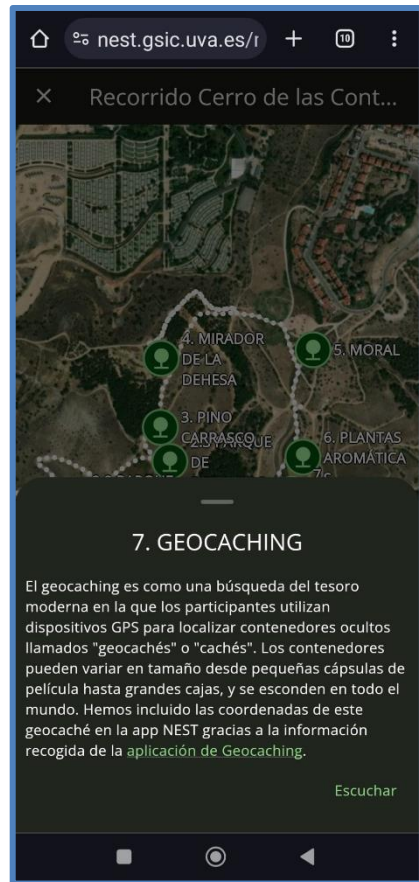 nest.gsic.uva.es/r
10
Recorrido Cerro de las Cont...
4. MIRADOR
DE LA
DEHESA
5. MORAL
3. PINO
CARRASCO
PARQUE
DE
6. PLANTAS
AROMÁTICA
S
7.
7. GEOCACHING
El geocaching es como una búsqueda del tesoro
moderna en la que los participantes utilizan
dispositivos GPS para localizar contenedores ocultos
llamados "geocachés" o "cachés". Los contenedores
pueden variar en tamaño desde pequeñas cápsulas de
película hasta grandes cajas, y se esconden en todo el
mundo. Hemos incluido las coordenadas de este
geocaché en la app NEST gracias a la información
recogida de la aplicación de Geocaching.
Escuchar